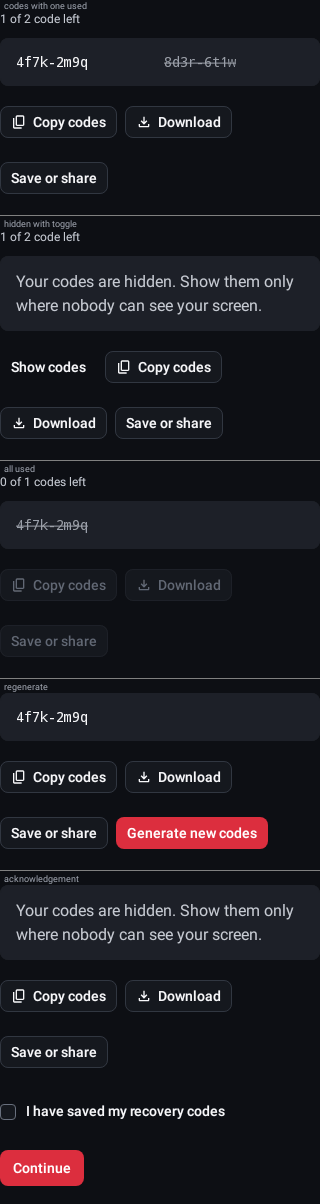 codes with one used
1 of 2 code left
4f7k-2m9q 8d3r-6t1w
Copy codes Download
Save or share
hidden with toggle
1 of 2 code left
Your codes are hidden. Show them only
where nobody can see your screen.
Show codes Copy codes
Download Save or share
all used
0 of 1 codes left
4f7k-2m9q
Copy codes Download
Save or share
regenerate
4f7k-2m9q
Copy codes Download
Save or share Generate new codes
acknowledgement
Your codes are hidden. Show them only
where nobody can see your screen.
Copy codes Download
Save or share
I have saved my recovery codes
Continue